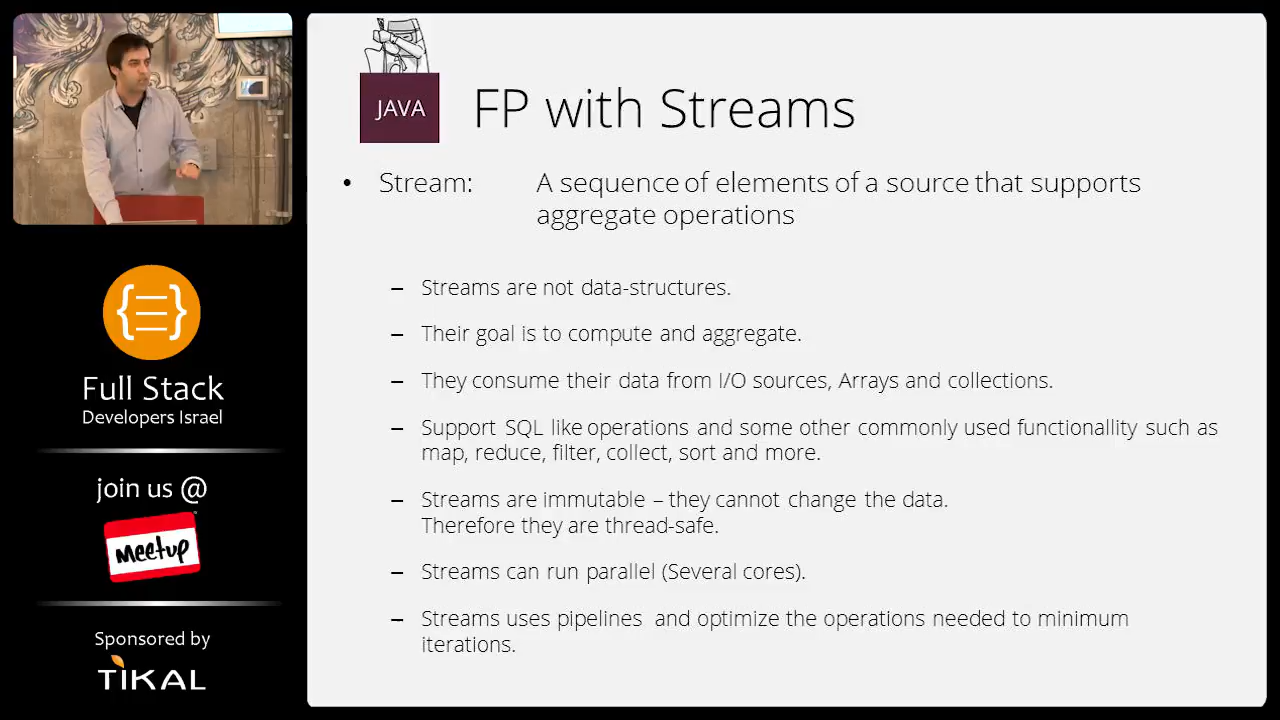 JAVA
FP with Streams
• Stream: A sequence of elements of a source that supports
aggregate operations
– Streams are not data-structures.
– Their goal is to compute and aggregate.
– They consume their data from I/O sources, Arrays and collections.
– Support SQL like operations and some other commonly used functionallity such as
map, reduce, filter, collect, sort and more.
– Streams are immutable – they cannot change the data.
Therefore they are thread-safe.
– Streams can run parallel (Several cores).
– Streams uses pipelines and optimize the operations needed to minimum
iterations.
Full Stack
Developers Israel
join us @
meetup
Sponsored by
TIKAL